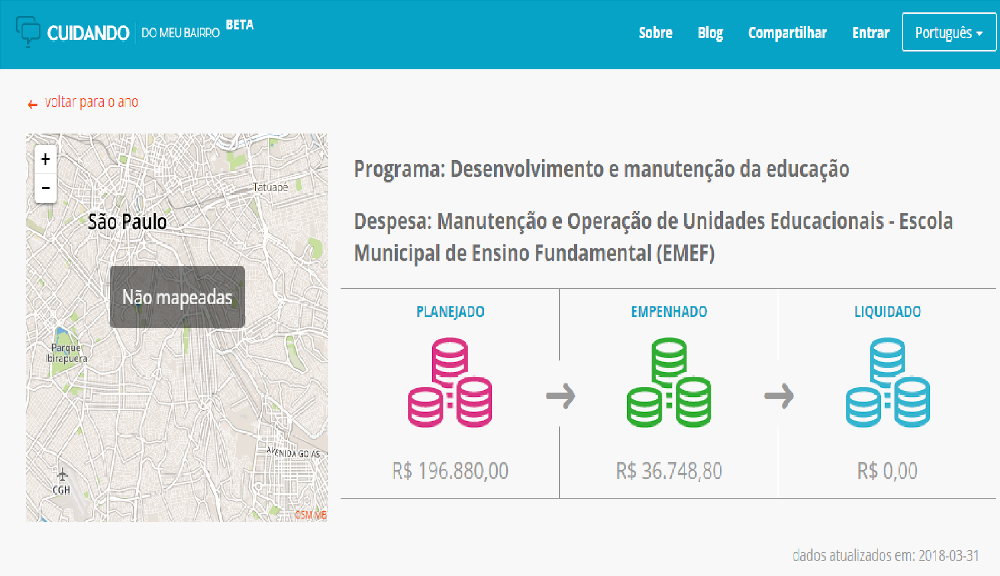 CUIDANDO DO MEU BAIRRO BETA
Sobre Blog Compartilhar Entrar Português
voltar para o ano
+
−
Tatuapé
São Paulo
Não mapeadas
Parque
Ibirapuera
AVENIDA GOIÁS
CGH
OSM MB
Programa: Desenvolvimento e manutenção da educação
Despesa: Manutenção e Operação de Unidades Educacionais - Escola
Municipal de Ensino Fundamental (EMEF)
PLANEJADO EMPENHADO LIQUIDADO
R$ 196.880,00 R$ 36.748,80 R$ 0,00
dados atualizados em: 2018-03-31